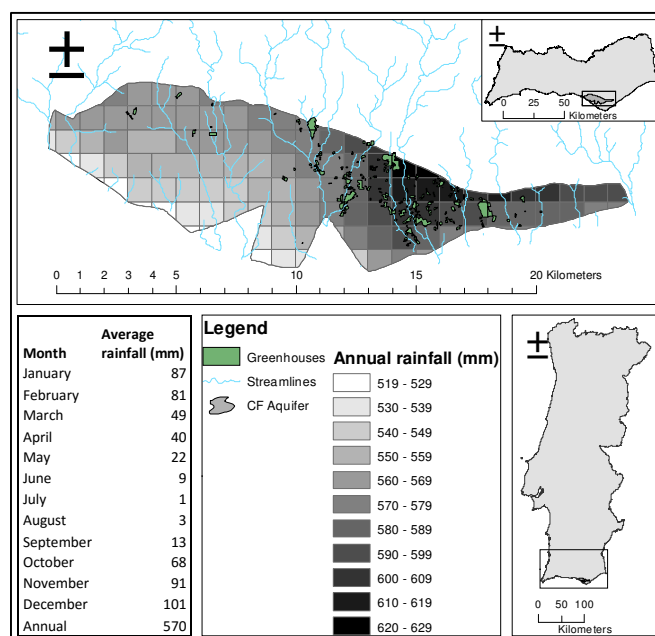 0 25 50
Kilometers
0 1 2 3 4 5 10 15 20 Kilometers
Average
Month rainfall (mm)
January 87
February 81
March 49
April 40
May 22
June 9
July 1
August 3
September 13
October 68
November 91
December 101
Annual 570
Legend
Greenhouses
Streamlines
CF Aquifer
Annual rainfall (mm)
519 - 529
530 - 539
540 - 549
550 - 559
560 - 569
570 - 579
580 - 589
590 - 599
600 - 609
610 - 619
620 - 629
0 50 100
Kilometers